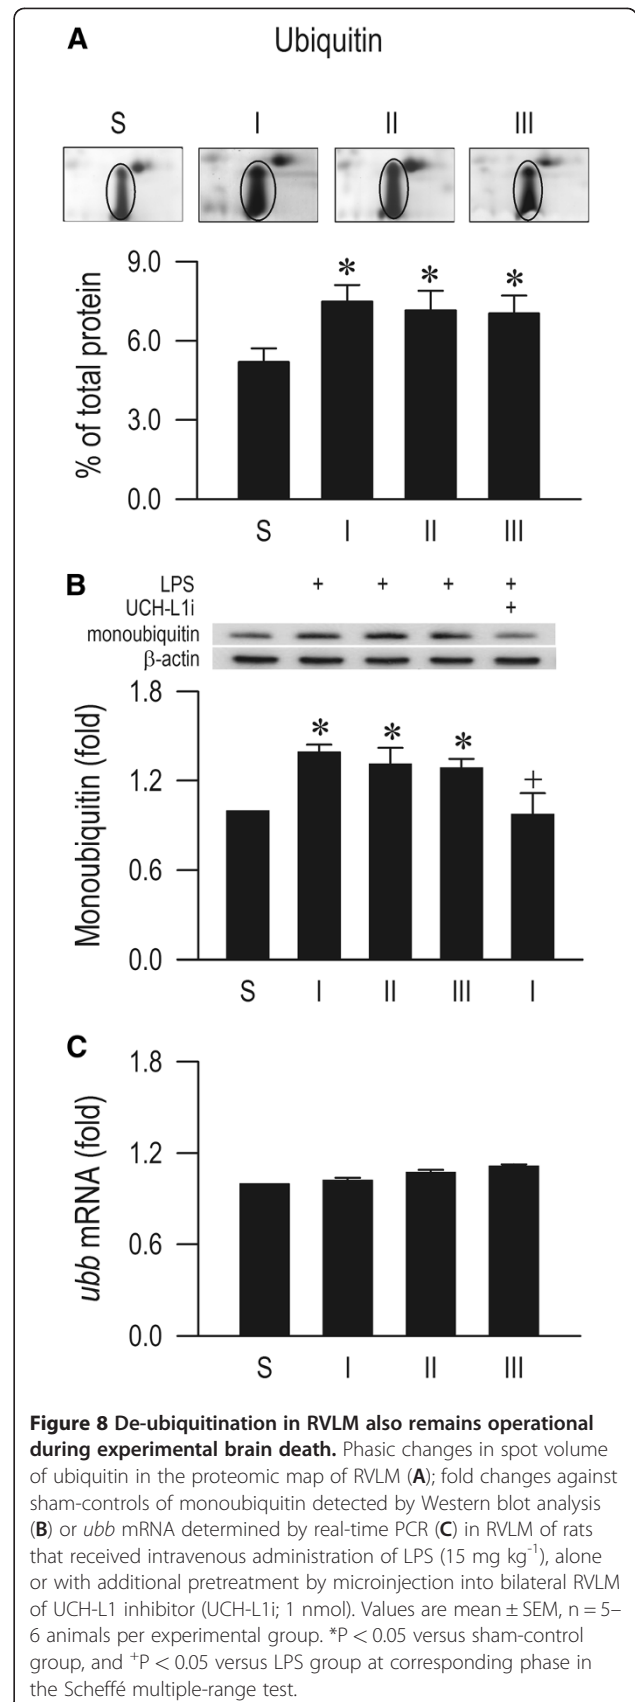 A
Ubiquitin
S I II III
9.0
6.0
3.0
0.0
% of total protein
* * *
S I II III
B
LPS + + + +
UCH-L1i +
monoubiquitin
β-actin
1.8
1.2
0.6
0.0
Monoubiquitin (fold)
* * * +
S I II III I
C
1.8
1.2
0.6
0.0
ubb mRNA (fold)
S I II III
Figure 8 De-ubiquitination in RVLM also remains operational
during experimental brain death. Phasic changes in spot volume
of ubiquitin in the proteomic map of RVLM (A); fold changes against
sham-controls of monoubiquitin detected by Western blot analysis
(B) or ubb mRNA determined by real-time PCR (C) in RVLM of rats
that received intravenous administration of LPS (15 mg kg⁻¹), alone
or with additional pretreatment by microinjection into bilateral RVLM
of UCH-L1 inhibitor (UCH-L1i; 1 nmol). Values are mean ± SEM, n = 5–
6 animals per experimental group. *P < 0.05 versus sham-control
group, and ⁺P < 0.05 versus LPS group at corresponding phase in
the Scheffé multiple-range test.